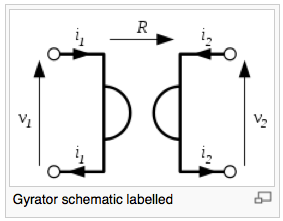 i₁ R i₂
v₁ v₂
i₁ i₂
Gyrator schematic labelled